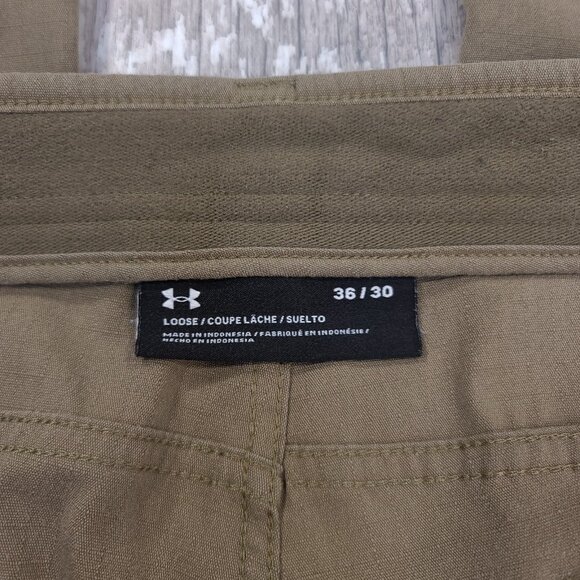 36 / 30
LOOSE / COUPE LÂCHE / SUELTO
MADE IN INDONESIA / FABRIQUÉ EN INDONÉSIE /
HECHO EN INDONESIA